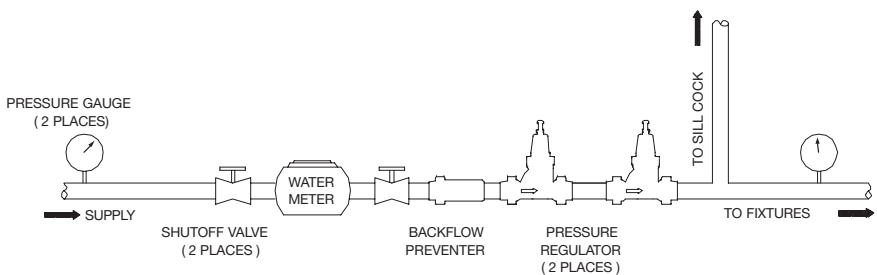 PRESSURE GAUGE
( 2 PLACES)
SUPPLY
SHUTOFF VALVE
( 2 PLACES )
WATER
METER
BACKFLOW
PREVENTER
PRESSURE
REGULATOR
( 2 PLACES )
TO SILL COCK
TO FIXTURES